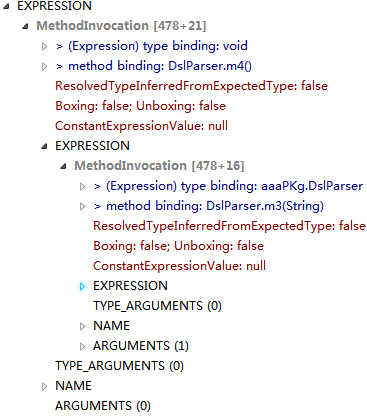 EXPRESSION
MethodInvocation [478+21]
> (Expression) type binding: void
> method binding: DslParser.m4()
ResolvedTypeInferredFromExpectedType: false
Boxing: false; Unboxing: false
ConstantExpressionValue: null
EXPRESSION
MethodInvocation [478+16]
> (Expression) type binding: aaaPKg.DslParser
> method binding: DslParser.m3(String)
ResolvedTypeInferredFromExpectedType: false
Boxing: false; Unboxing: false
ConstantExpressionValue: null
EXPRESSION
TYPE_ARGUMENTS (0)
NAME
ARGUMENTS (1)
TYPE_ARGUMENTS (0)
NAME
ARGUMENTS (0)